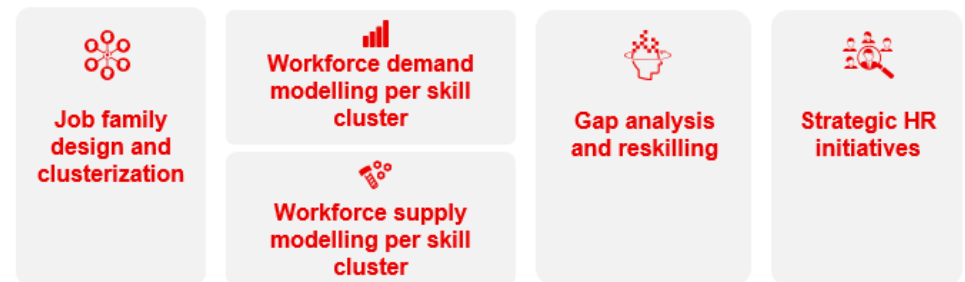 Job family
design and
clusterization
Workforce demand
modelling per skill
cluster
Workforce supply
modelling per skill
cluster
Gap analysis
and reskilling
Strategic HR
initiatives